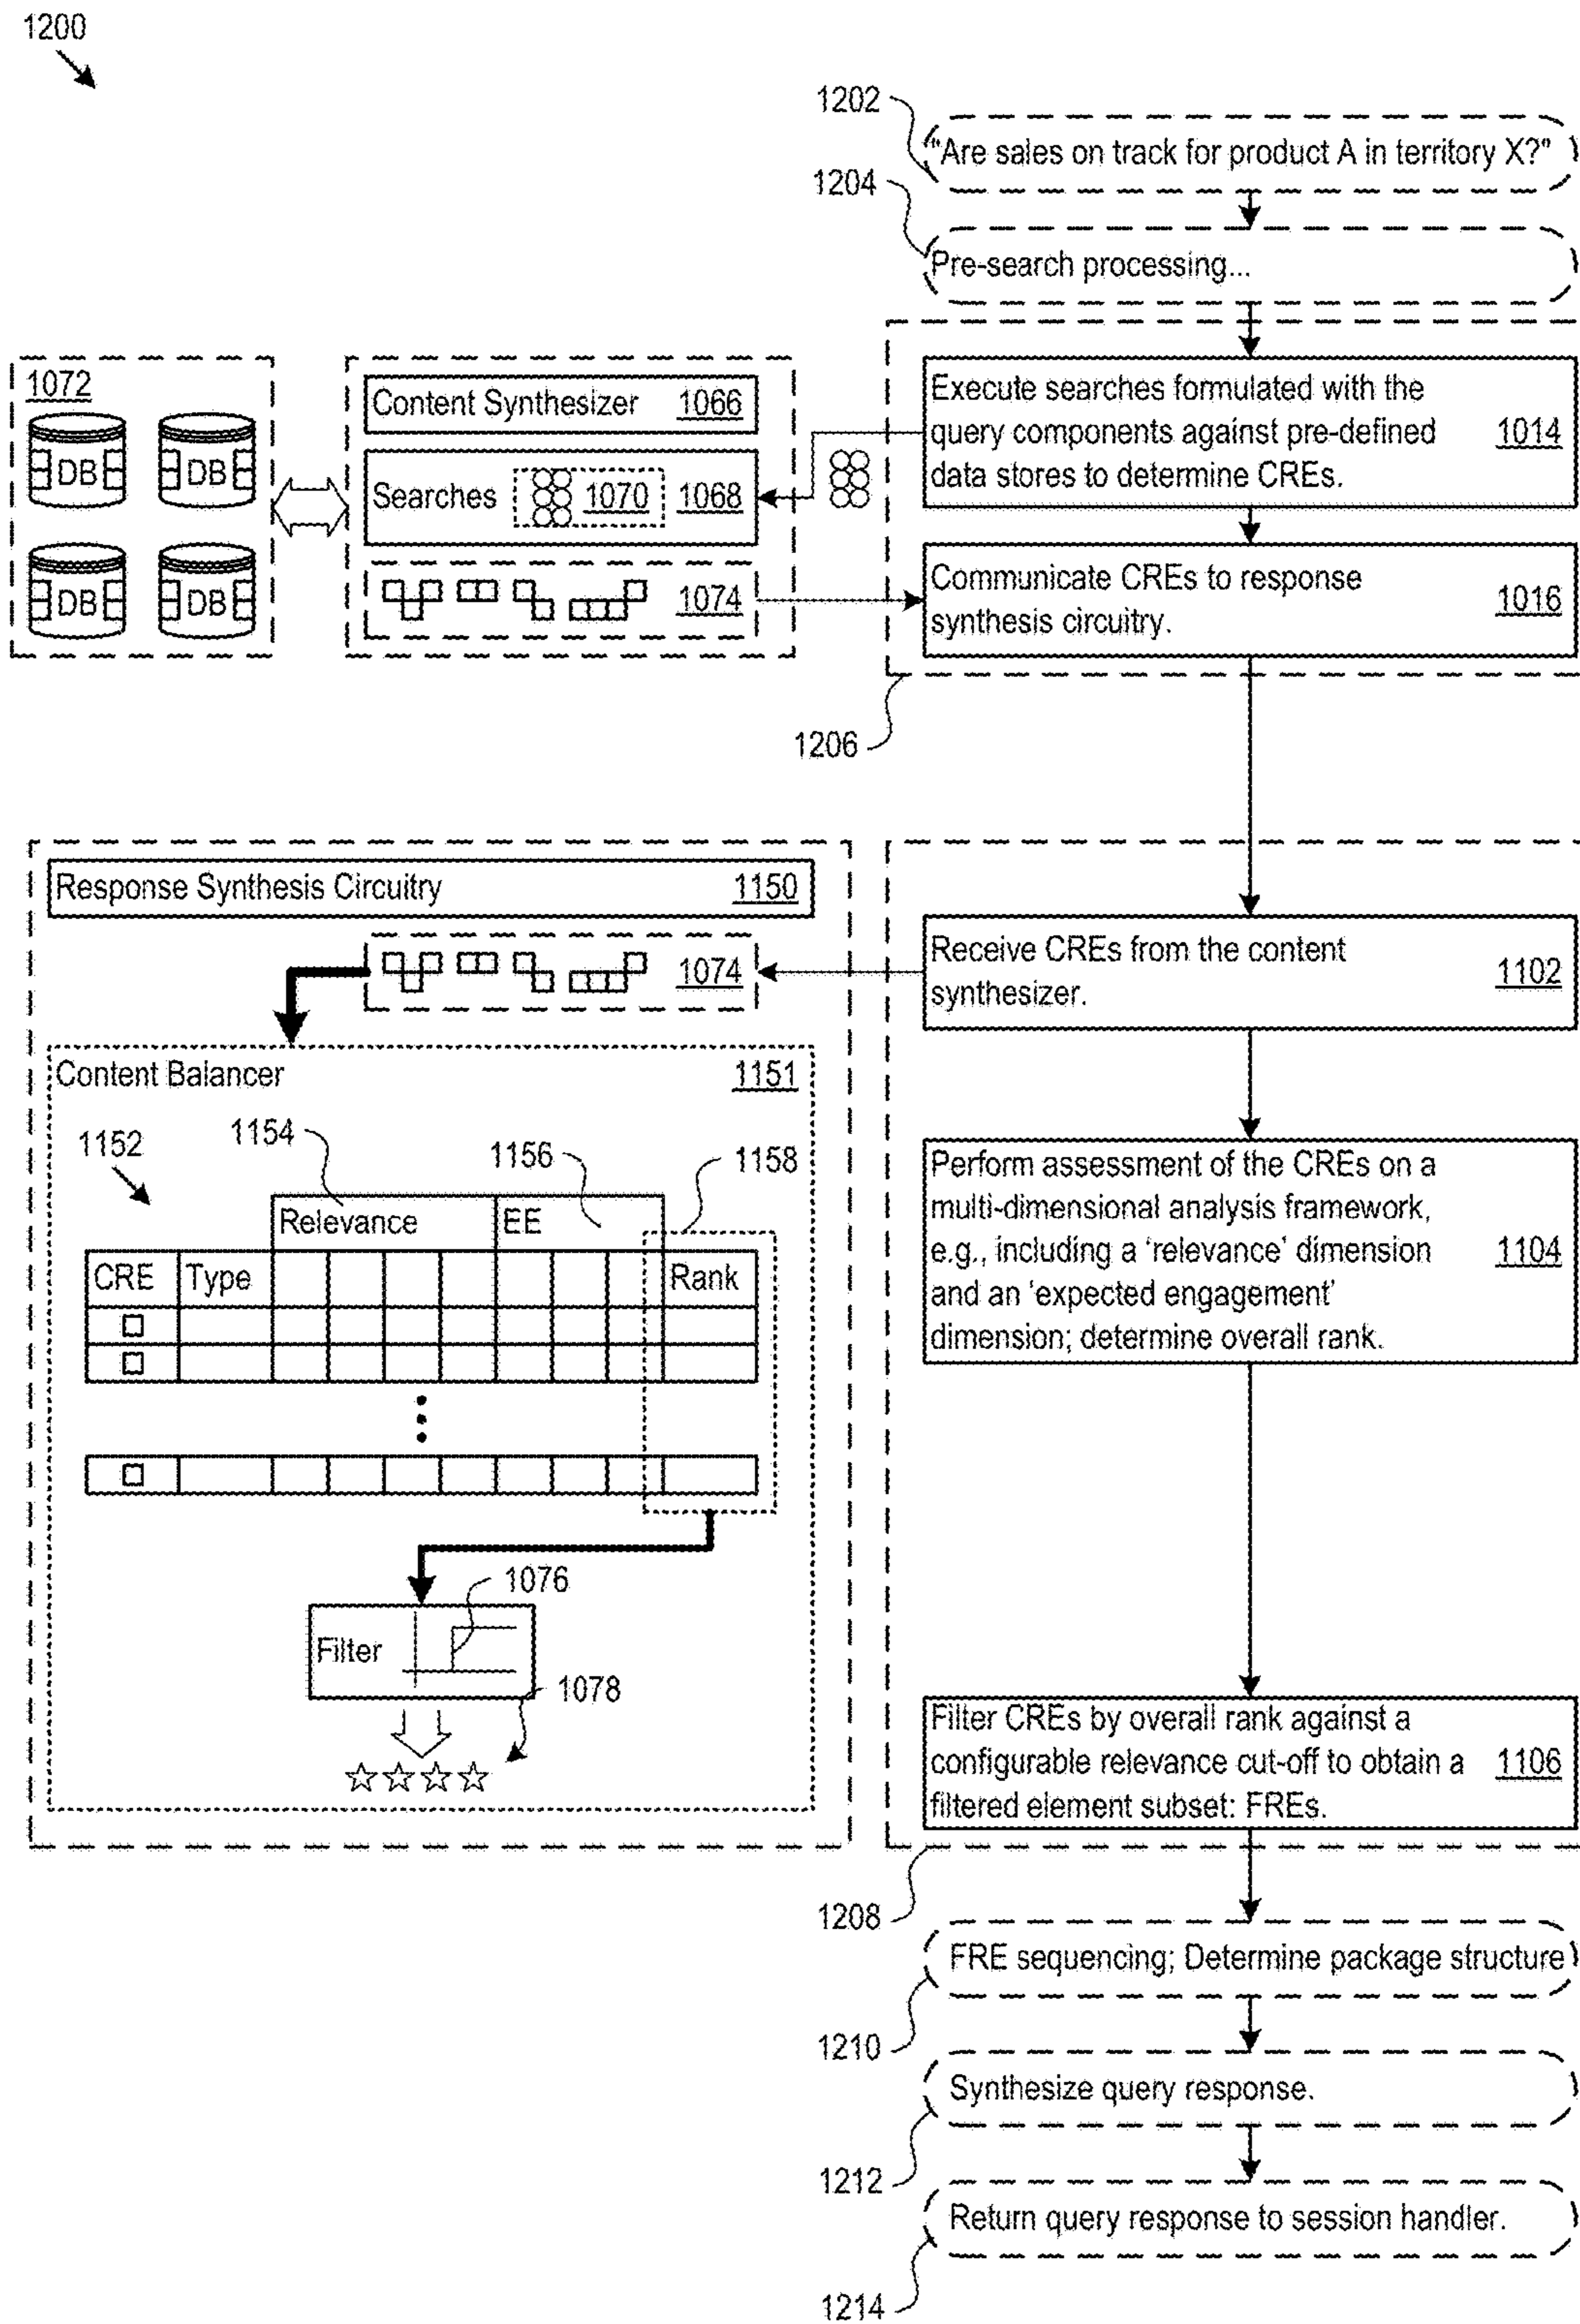 1200
1202
"Are sales on track for product A in territory X?"
1204
Pre-search processing...
1072
DB
DB
DB
DB
Content Synthesizer 1066
Searches 1070 1068
1074
Execute searches formulated with the
query components against pre-defined
data stores to determine CREs.
1014
Communicate CREs to response
synthesis circuitry.
1016
1206
Response Synthesis Circuitry 1150
1074
Receive CREs from the content
synthesizer.
1102
Content Balancer 1151
1152
1154
1156
1158
Relevance EE
CRE Type Rank
Perform assessment of the CREs on a
multi-dimensional analysis framework,
e.g., including a ‘relevance’ dimension
and an ‘expected engagement’
dimension; determine overall rank.
1104
Filter
1076
1078
Filter CREs by overall rank against a
configurable relevance cut-off to obtain a
filtered element subset: FREs.
1106
1208
FRE sequencing; Determine package structure
1210
Synthesize query response.
1212
Return query response to session handler.
1214